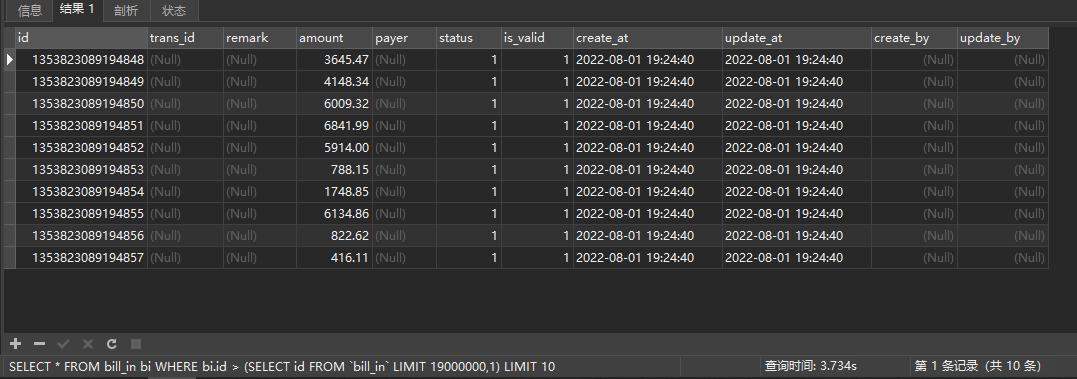 信息 结果 1 剖析 状态
id trans_id remark amount payer status is_valid create_at update_at create_by update_by
1353823089194848 (Null) (Null) 3645.47 (Null) 1 1 2022-08-01 19:24:40 2022-08-01 19:24:40 (Null) (Null)
1353823089194849 (Null) (Null) 4148.34 (Null) 1 1 2022-08-01 19:24:40 2022-08-01 19:24:40 (Null) (Null)
1353823089194850 (Null) (Null) 6009.32 (Null) 1 1 2022-08-01 19:24:40 2022-08-01 19:24:40 (Null) (Null)
1353823089194851 (Null) (Null) 6841.99 (Null) 1 1 2022-08-01 19:24:40 2022-08-01 19:24:40 (Null) (Null)
1353823089194852 (Null) (Null) 5914.00 (Null) 1 1 2022-08-01 19:24:40 2022-08-01 19:24:40 (Null) (Null)
1353823089194853 (Null) (Null) 788.15 (Null) 1 1 2022-08-01 19:24:40 2022-08-01 19:24:40 (Null) (Null)
1353823089194854 (Null) (Null) 1748.85 (Null) 1 1 2022-08-01 19:24:40 2022-08-01 19:24:40 (Null) (Null)
1353823089194855 (Null) (Null) 6134.86 (Null) 1 1 2022-08-01 19:24:40 2022-08-01 19:24:40 (Null) (Null)
1353823089194856 (Null) (Null) 822.62 (Null) 1 1 2022-08-01 19:24:40 2022-08-01 19:24:40 (Null) (Null)
1353823089194857 (Null) (Null) 416.11 (Null) 1 1 2022-08-01 19:24:40 2022-08-01 19:24:40 (Null) (Null)
SELECT * FROM bill_in bi WHERE bi.id > (SELECT id FROM `bill_in` LIMIT 19000000,1) LIMIT 10 查询时间: 3.734s 第 1 条记录 (共 10 条)